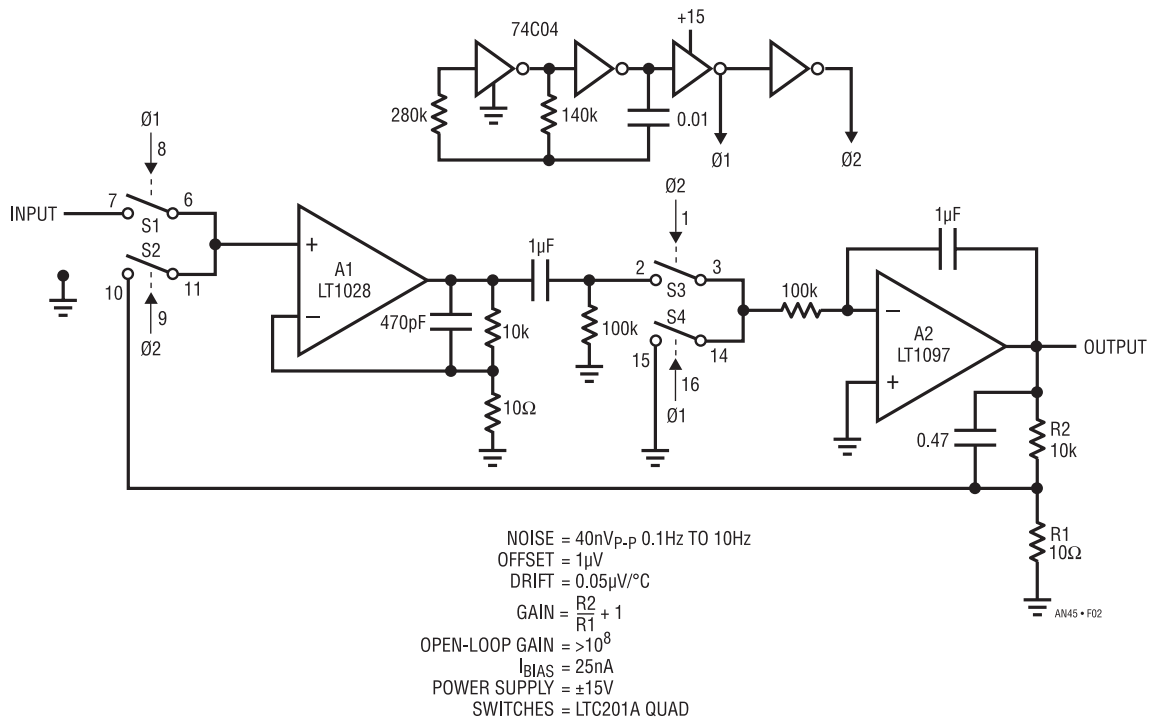 74C04
+15
280k
140k
0.01
Ø1
Ø2
Ø1
8
7
6
INPUT
S1
S2
10
11
9
Ø2
+
–
A1
LT1028
470pF
10k
10Ω
1µF
100k
Ø2
1
2
3
S3
S4
15
14
16
Ø1
100k
1µF
–
+
A2
LT1097
OUTPUT
0.47
R2
10k
R1
10Ω
NOISE = 40nVP-P 0.1Hz TO 10Hz
OFFSET = 1µV
DRIFT = 0.05µV/°C
GAIN = R2/R1 + 1
OPEN-LOOP GAIN = >10⁸
IBIAS = 25nA
POWER SUPPLY = ±15V
SWITCHES = LTC201A QUAD
AN45 • F02